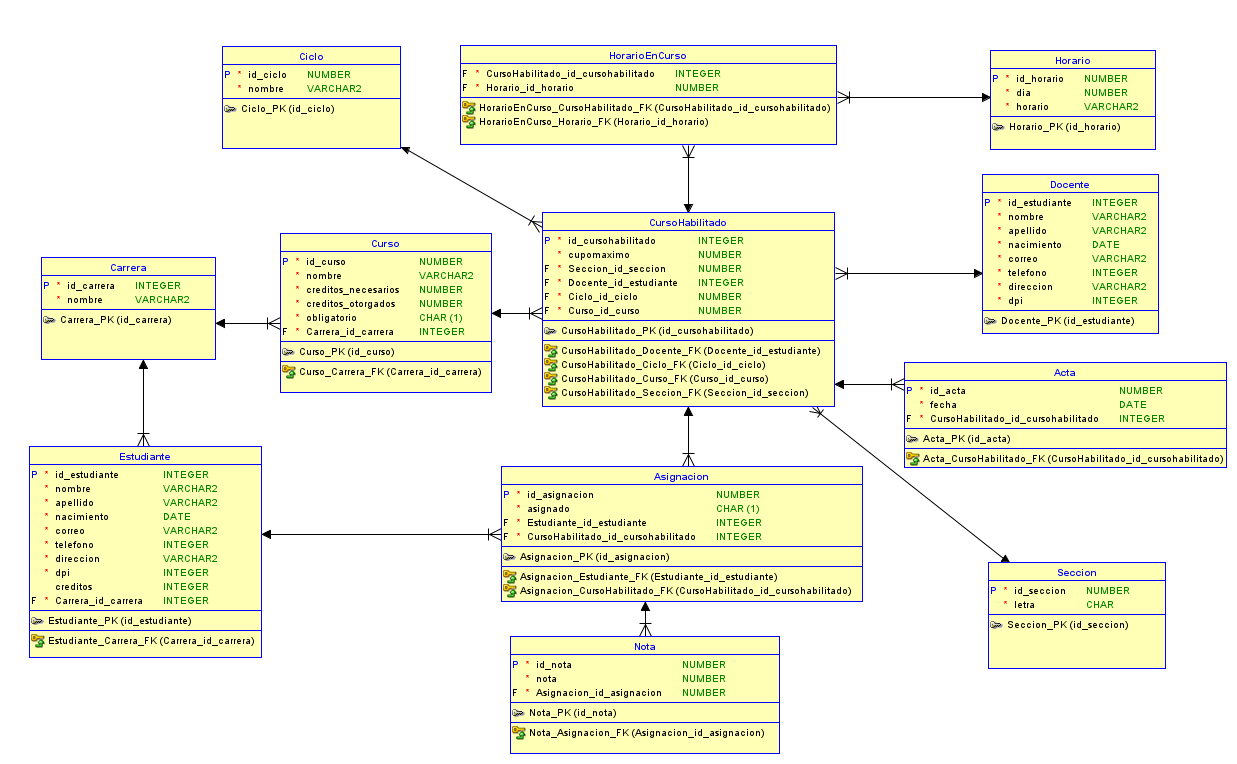 Ciclo
P * id_ciclo NUMBER
* nombre VARCHAR2
Ciclo_PK (id_ciclo)
HorarioEnCurso
F * CursoHabilitado_id_cursohabilitado INTEGER
F * Horario_id_horario NUMBER
HorarioEnCurso_CursoHabilitado_FK (CursoHabilitado_id_cursohabilitado)
HorarioEnCurso_Horario_FK (Horario_id_horario)
Horario
P * id_horario NUMBER
* dia NUMBER
* horario VARCHAR2
Horario_PK (id_horario)
Docente
P * id_estudiante INTEGER
* nombre VARCHAR2
* apellido VARCHAR2
* nacimiento DATE
* correo VARCHAR2
* telefono INTEGER
* direccion VARCHAR2
* dpi INTEGER
Docente_PK (id_estudiante)
CursoHabilitado
P * id_cursohabilitado INTEGER
* cupomaximo NUMBER
F * Seccion_id_seccion NUMBER
F * Docente_id_estudiante INTEGER
F * Ciclo_id_ciclo NUMBER
F * Curso_id_curso NUMBER
CursoHabilitado_PK (id_cursohabilitado)
CursoHabilitado_Docente_FK (Docente_id_estudiante)
CursoHabilitado_Ciclo_FK (Ciclo_id_ciclo)
CursoHabilitado_Curso_FK (Curso_id_curso)
CursoHabilitado_Seccion_FK (Seccion_id_seccion)
Curso
P * id_curso NUMBER
* nombre VARCHAR2
* creditos_necesarios NUMBER
* creditos_otorgados NUMBER
* obligatorio CHAR (1)
F * Carrera_id_carrera INTEGER
Curso_PK (id_curso)
Curso_Carrera_FK (Carrera_id_carrera)
Carrera
P * id_carrera INTEGER
* nombre VARCHAR2
Carrera_PK (id_carrera)
Acta
P * id_acta NUMBER
* fecha DATE
F * CursoHabilitado_id_cursohabilitado INTEGER
Acta_PK (id_acta)
Acta_CursoHabilitado_FK (CursoHabilitado_id_cursohabilitado)
Estudiante
P * id_estudiante INTEGER
* nombre VARCHAR2
* apellido VARCHAR2
* nacimiento DATE
* correo VARCHAR2
* telefono INTEGER
* direccion VARCHAR2
* dpi INTEGER
creditos INTEGER
F * Carrera_id_carrera INTEGER
Estudiante_PK (id_estudiante)
Estudiante_Carrera_FK (Carrera_id_carrera)
Asignacion
P * id_asignacion NUMBER
* asignado CHAR (1)
F * Estudiante_id_estudiante INTEGER
F * CursoHabilitado_id_cursohabilitado INTEGER
Asignacion_PK (id_asignacion)
Asignacion_Estudiante_FK (Estudiante_id_estudiante)
Asignacion_CursoHabilitado_FK (CursoHabilitado_id_cursohabilitado)
Seccion
P * id_seccion NUMBER
* letra CHAR
Seccion_PK (id_seccion)
Nota
P * id_nota NUMBER
* nota NUMBER
F * Asignacion_id_asignacion NUMBER
Nota_PK (id_nota)
Nota_Asignacion_FK (Asignacion_id_asignacion)